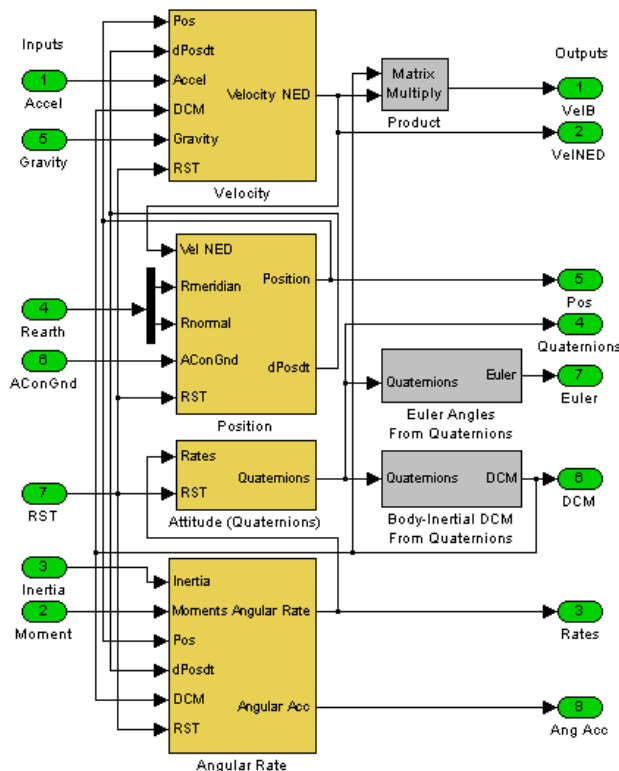 Inputs
1
Accel
5
Gravity
Pos
dPosdt
Accel
DCM
Gravity
RST
Velocity NED
Velocity
Matrix
Multiply
Product
Outputs
1
VelB
2
VelNED
4
Rearth
6
AConGnd
Vel NED
Rmeridian
Rnormal
AConGnd
RST
Position
dPosdt
Position
5
Pos
4
Quaternions
Quaternions
Euler
Euler Angles
From Quaternions
7
Euler
7
RST
Rates
RST
Quaternions
Attitude (Quaternions)
Quaternions
DCM
Body-Inertial DCM
From Quaternions
6
DCM
3
Inertia
2
Moment
Inertia
Moments Angular Rate
Pos
dPosdt
DCM
RST
Angular Acc
Angular Rate
3
Rates
8
Ang Acc